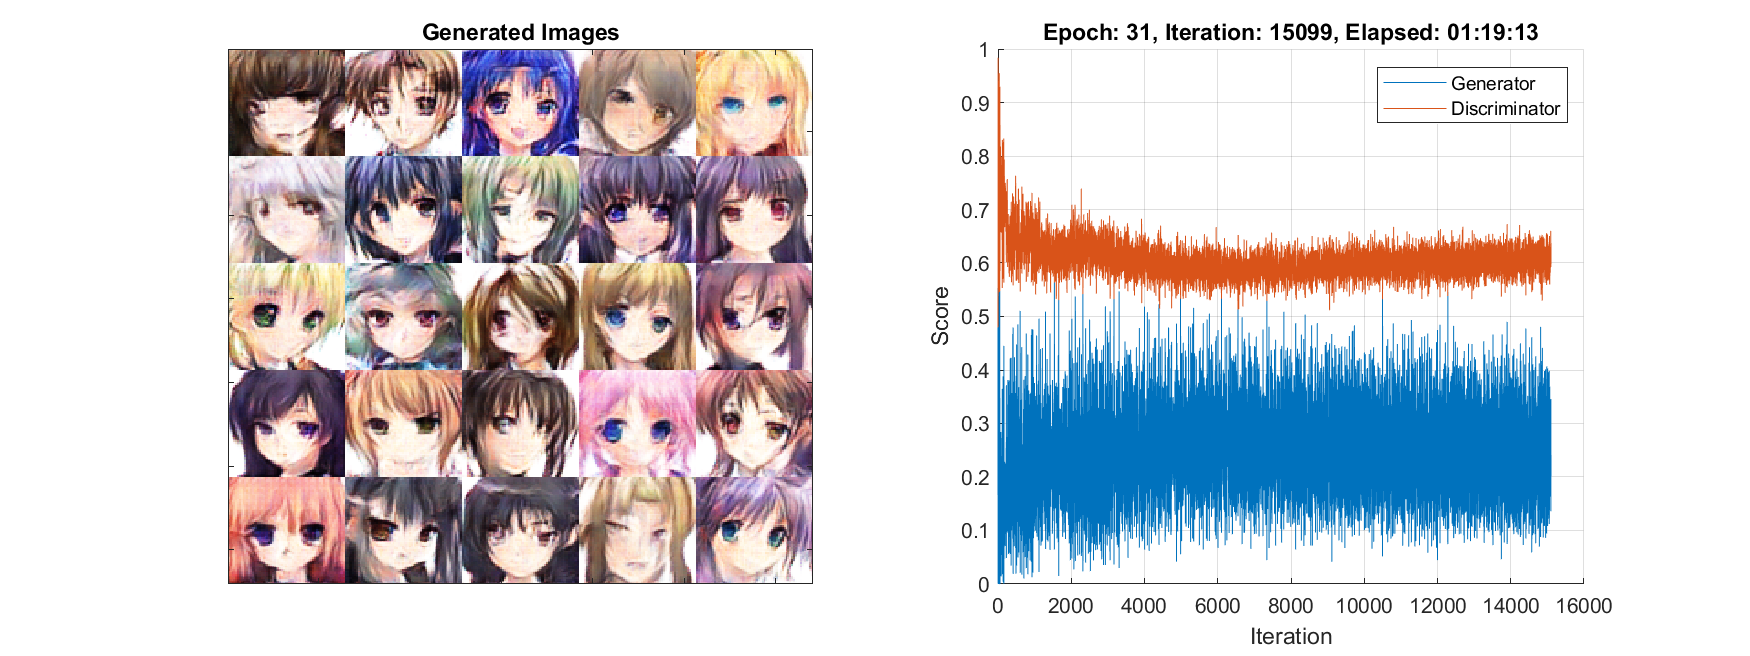 Generated Images
Epoch: 31, Iteration: 15099, Elapsed: 01:19:13
Generator
Discriminator
1
0.9
0.8
0.7
0.6
0.5
0.4
0.3
0.2
0.1
0
Score
0 2000 4000 6000 8000 10000 12000 14000 16000
Iteration